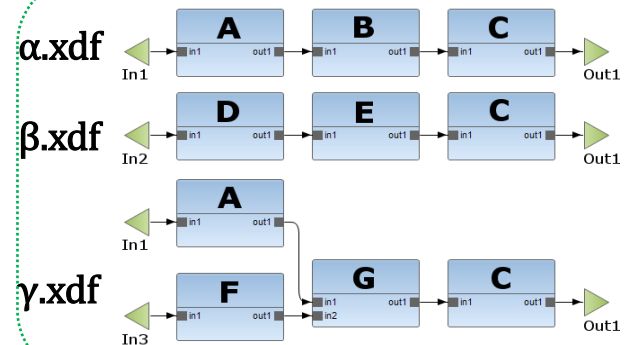 α.xdf
A
B
C
in1 out1
in1 out1
in1 out1
In1
Out1
β.xdf
D
E
C
in1 out1
in1 out1
in1 out1
In2
Out1
A
in1 out1
In1
γ.xdf
F
G
C
in1 out1
in1 out1
in2
in1 out1
In3
Out1